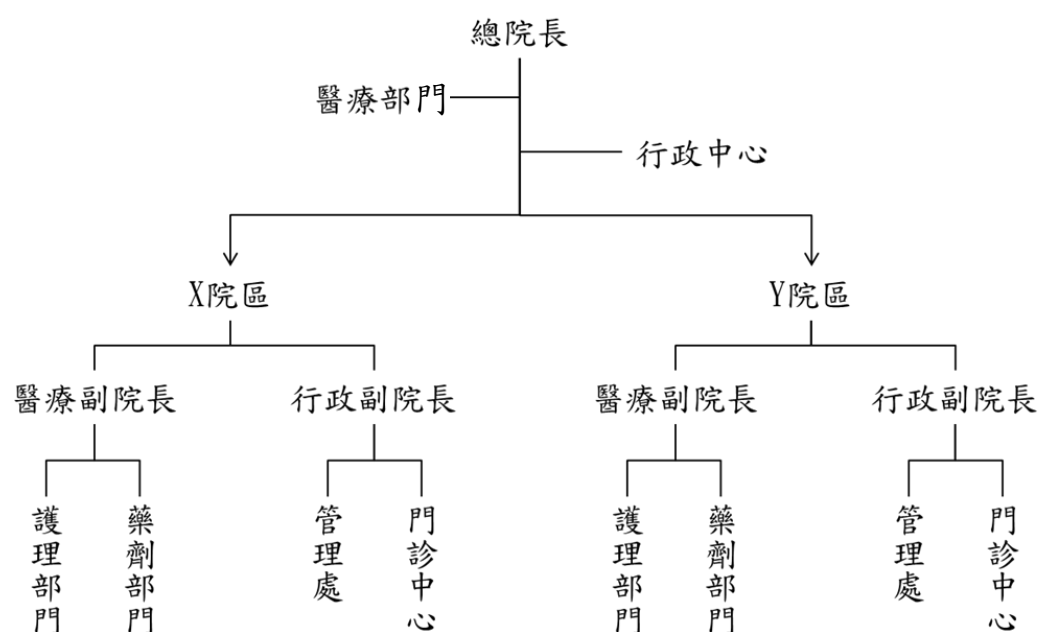 總院長
醫療部門
行政中心
X院區
Y院區
醫療副院長
行政副院長
醫療副院長
行政副院長
護理部門
藥劑部門
管理處
門診中心
護理部門
藥劑部門
管理處
門診中心